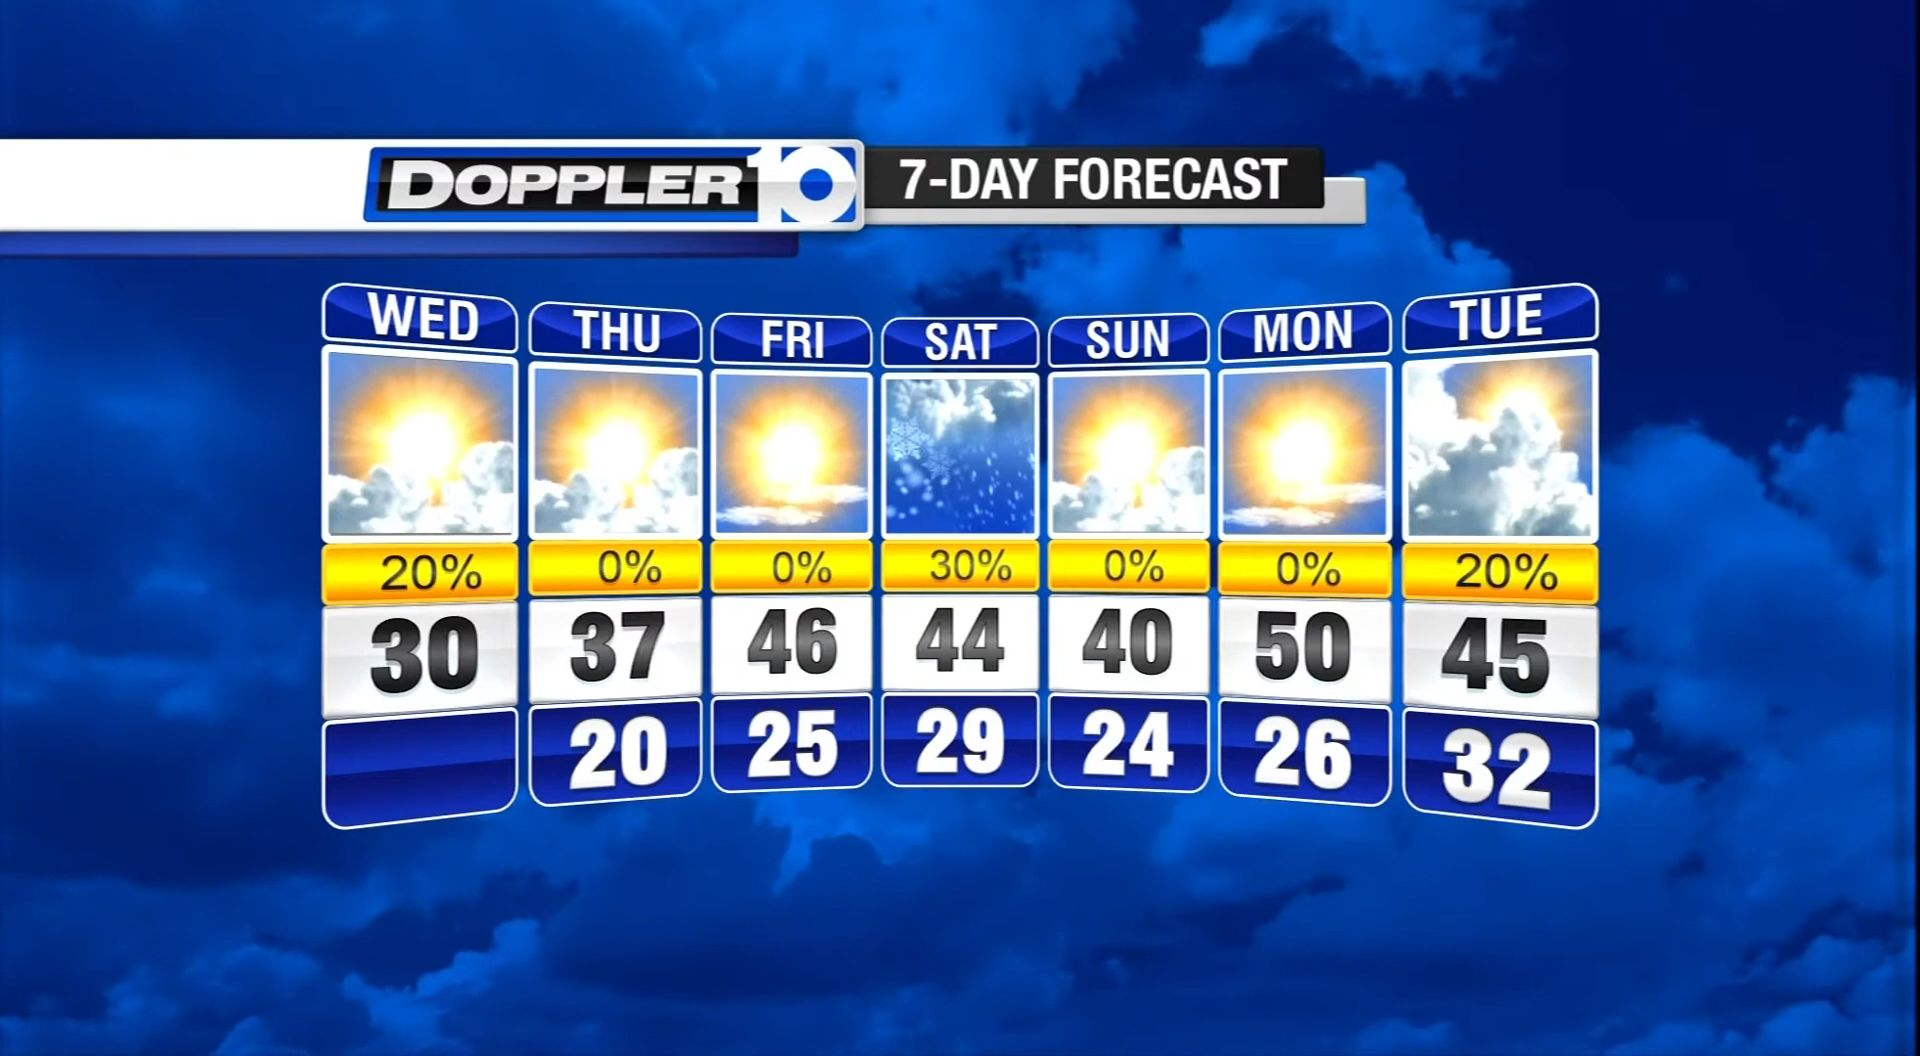 DOPPLER 10 7-DAY FORECAST
WED THU FRI SAT SUN MON TUE
20% 0% 0% 30% 0% 0% 20%
30 37 46 44 40 50 45
20 25 29 24 26 32